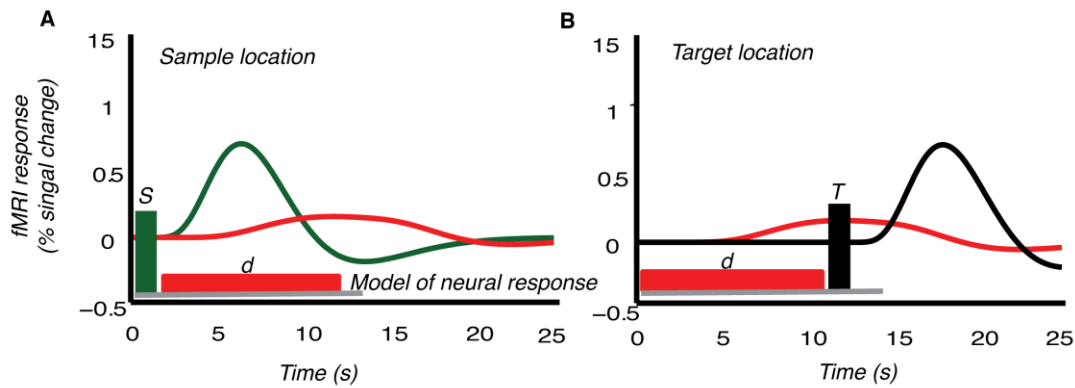 A
15
1
0.5
0
−0.5
fMRI response
(% singal change)
Sample location
S
d
Model of neural response
0 5 10 15 20 25
Time (s)
B
15
1
0.5
0
−0.5
Target location
T
d
0 5 10 15 20 25
Time (s)